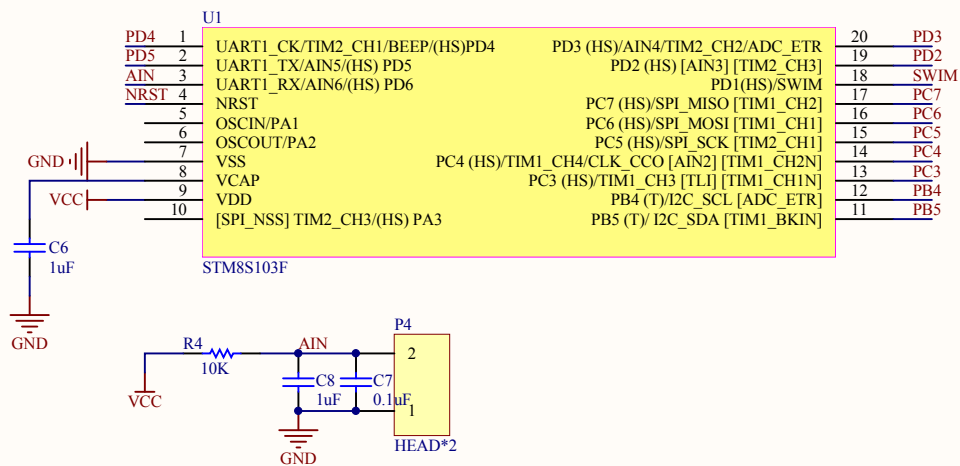 U1
PD4 1 UART1_CK/TIM2_CH1/BEEP/(HS)PD4 PD3 (HS)/AIN4/TIM2_CH2/ADC_ETR 20 PD3
PD5 2 UART1_TX/AIN5/(HS) PD5 PD2 (HS) [AIN3] [TIM2_CH3] 19 PD2
AIN 3 UART1_RX/AIN6/(HS) PD6 PD1(HS)/SWIM 18 SWIM
NRST 4 NRST PC7 (HS)/SPI_MISO [TIM1_CH2] 17 PC7
5 OSCIN/PA1 PC6 (HS)/SPI_MOSI [TIM1_CH1] 16 PC6
6 OSCOUT/PA2 PC5 (HS)/SPI_SCK [TIM2_CH1] 15 PC5
GND 7 VSS PC4 (HS)/TIM1_CH4/CLK_CCO [AIN2] [TIM1_CH2N] 14 PC4
8 VCAP PC3 (HS)/TIM1_CH3 [TLI] [TIM1_CH1N] 13 PC3
VCC 9 VDD PB4 (T)/I2C_SCL [ADC_ETR] 12 PB4
10 [SPI_NSS] TIM2_CH3/(HS) PA3 PB5 (T)/ I2C_SDA [TIM1_BKIN] 11 PB5
C6
1uF
STM8S103F
GND
P4
R4 AIN
10K
2
C8 C7
1uF 0.1uF
VCC
1
HEAD*2
GND